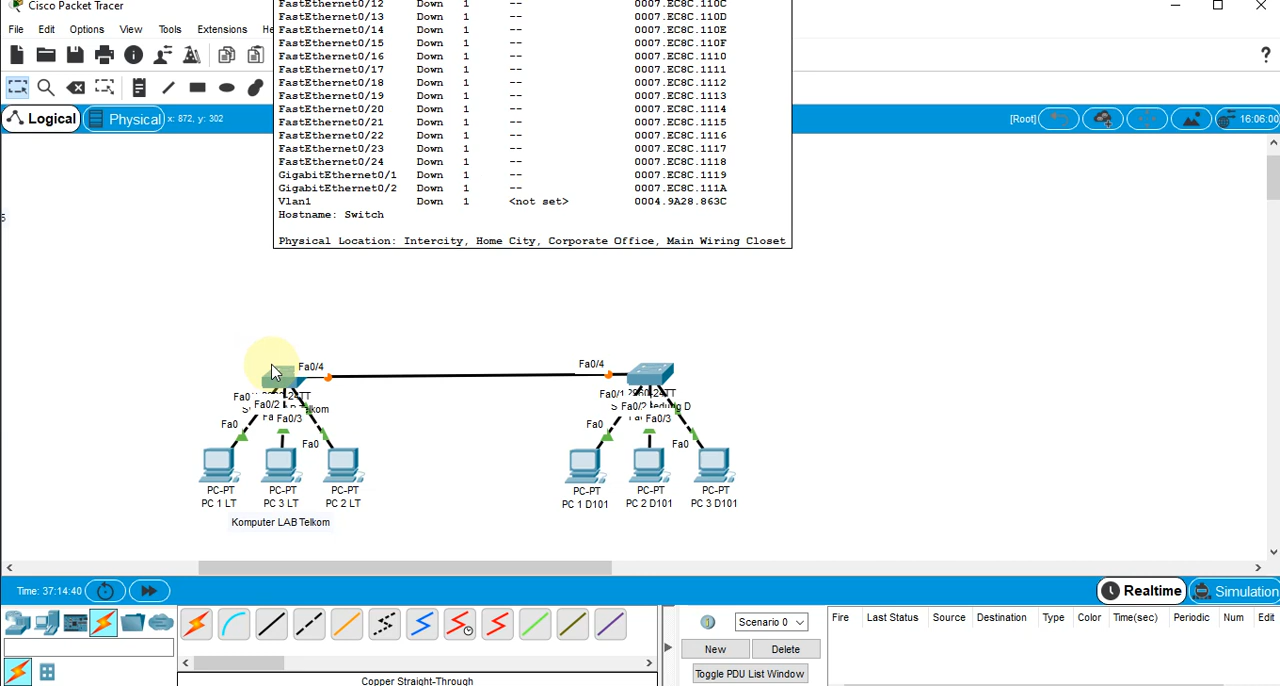 Cisco Packet Tracer
File Edit Options View Tools Extensions He
FastEthernet0/12 Down 1 -- 0007.EC8C.110C
FastEthernet0/13 Down 1 -- 0007.EC8C.110D
FastEthernet0/14 Down 1 -- 0007.EC8C.110E
FastEthernet0/15 Down 1 -- 0007.EC8C.110F
FastEthernet0/16 Down 1 -- 0007.EC8C.1110
FastEthernet0/17 Down 1 -- 0007.EC8C.1111
FastEthernet0/18 Down 1 -- 0007.EC8C.1112
FastEthernet0/19 Down 1 -- 0007.EC8C.1113
FastEthernet0/20 Down 1 -- 0007.EC8C.1114
FastEthernet0/21 Down 1 -- 0007.EC8C.1115
FastEthernet0/22 Down 1 -- 0007.EC8C.1116
FastEthernet0/23 Down 1 -- 0007.EC8C.1117
FastEthernet0/24 Down 1 -- 0007.EC8C.1118
GigabitEthernet0/1 Down 1 -- 0007.EC8C.1119
GigabitEthernet0/2 Down 1 -- 0007.EC8C.111A
Vlan1 Down 1 <not set> 0004.9A28.863C
Hostname: Switch
Physical Location: Intercity, Home City, Corporate Office, Main Wiring Closet
?
Logical Physical x: 872, y: 302 [Root] 16:06:00
Fa0/4 Fa0/4
Fa0/2 Fa0/3 Fa0/1 Fa0/2 Fa0/3
Fa0 Fa0 Fa0 Fa0
PC-PT PC-PT PC-PT PC-PT PC-PT PC-PT
PC 1 LT PC 3 LT PC 2 LT PC 1 D101 PC 2 D101 PC 3 D101
Komputer LAB Telkom
Time: 37:14:40 Realtime Simulation
Scenario 0
New Delete
Toggle PDU List Window
Fire Last Status Source Destination Type Color Time(sec) Periodic Num Edit
Copper Straight-Through